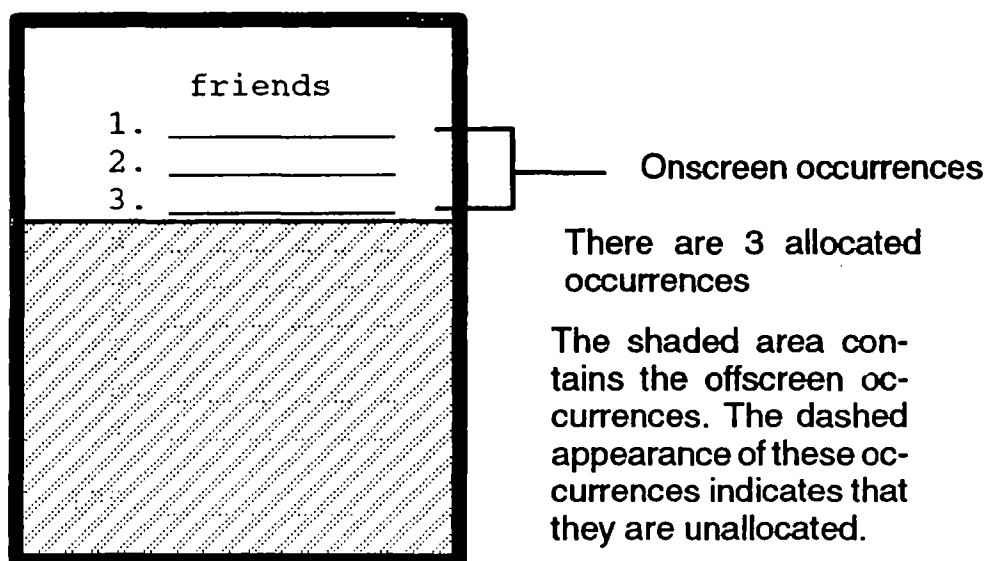 friends
1.
2.
3.
Onscreen occurrences
There are 3 allocated
occurrences
The shaded area con-
tains the offscreen oc-
currences. The dashed
appearance of these oc-
currences indicates that
they are unallocated.